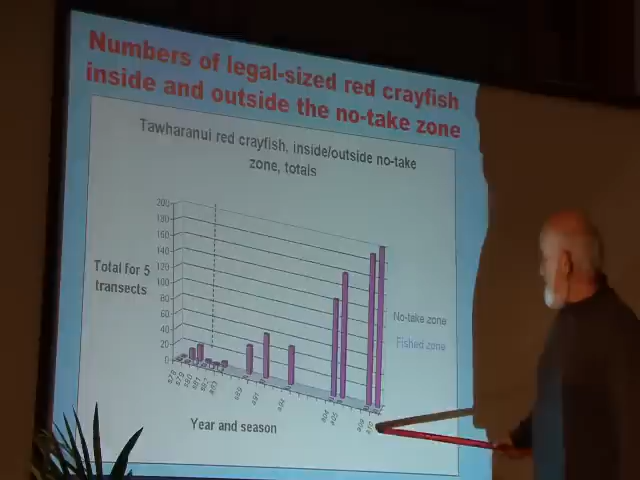 Numbers of legal-sized red crayfish
inside and outside the no-take zone
Tawharanui red crayfish, inside/outside no-take
zone, totals
200
180
160
140
120
100
80
60
40
20
0
Total for 5
transects
No-take zone
Fished zone
Year and season